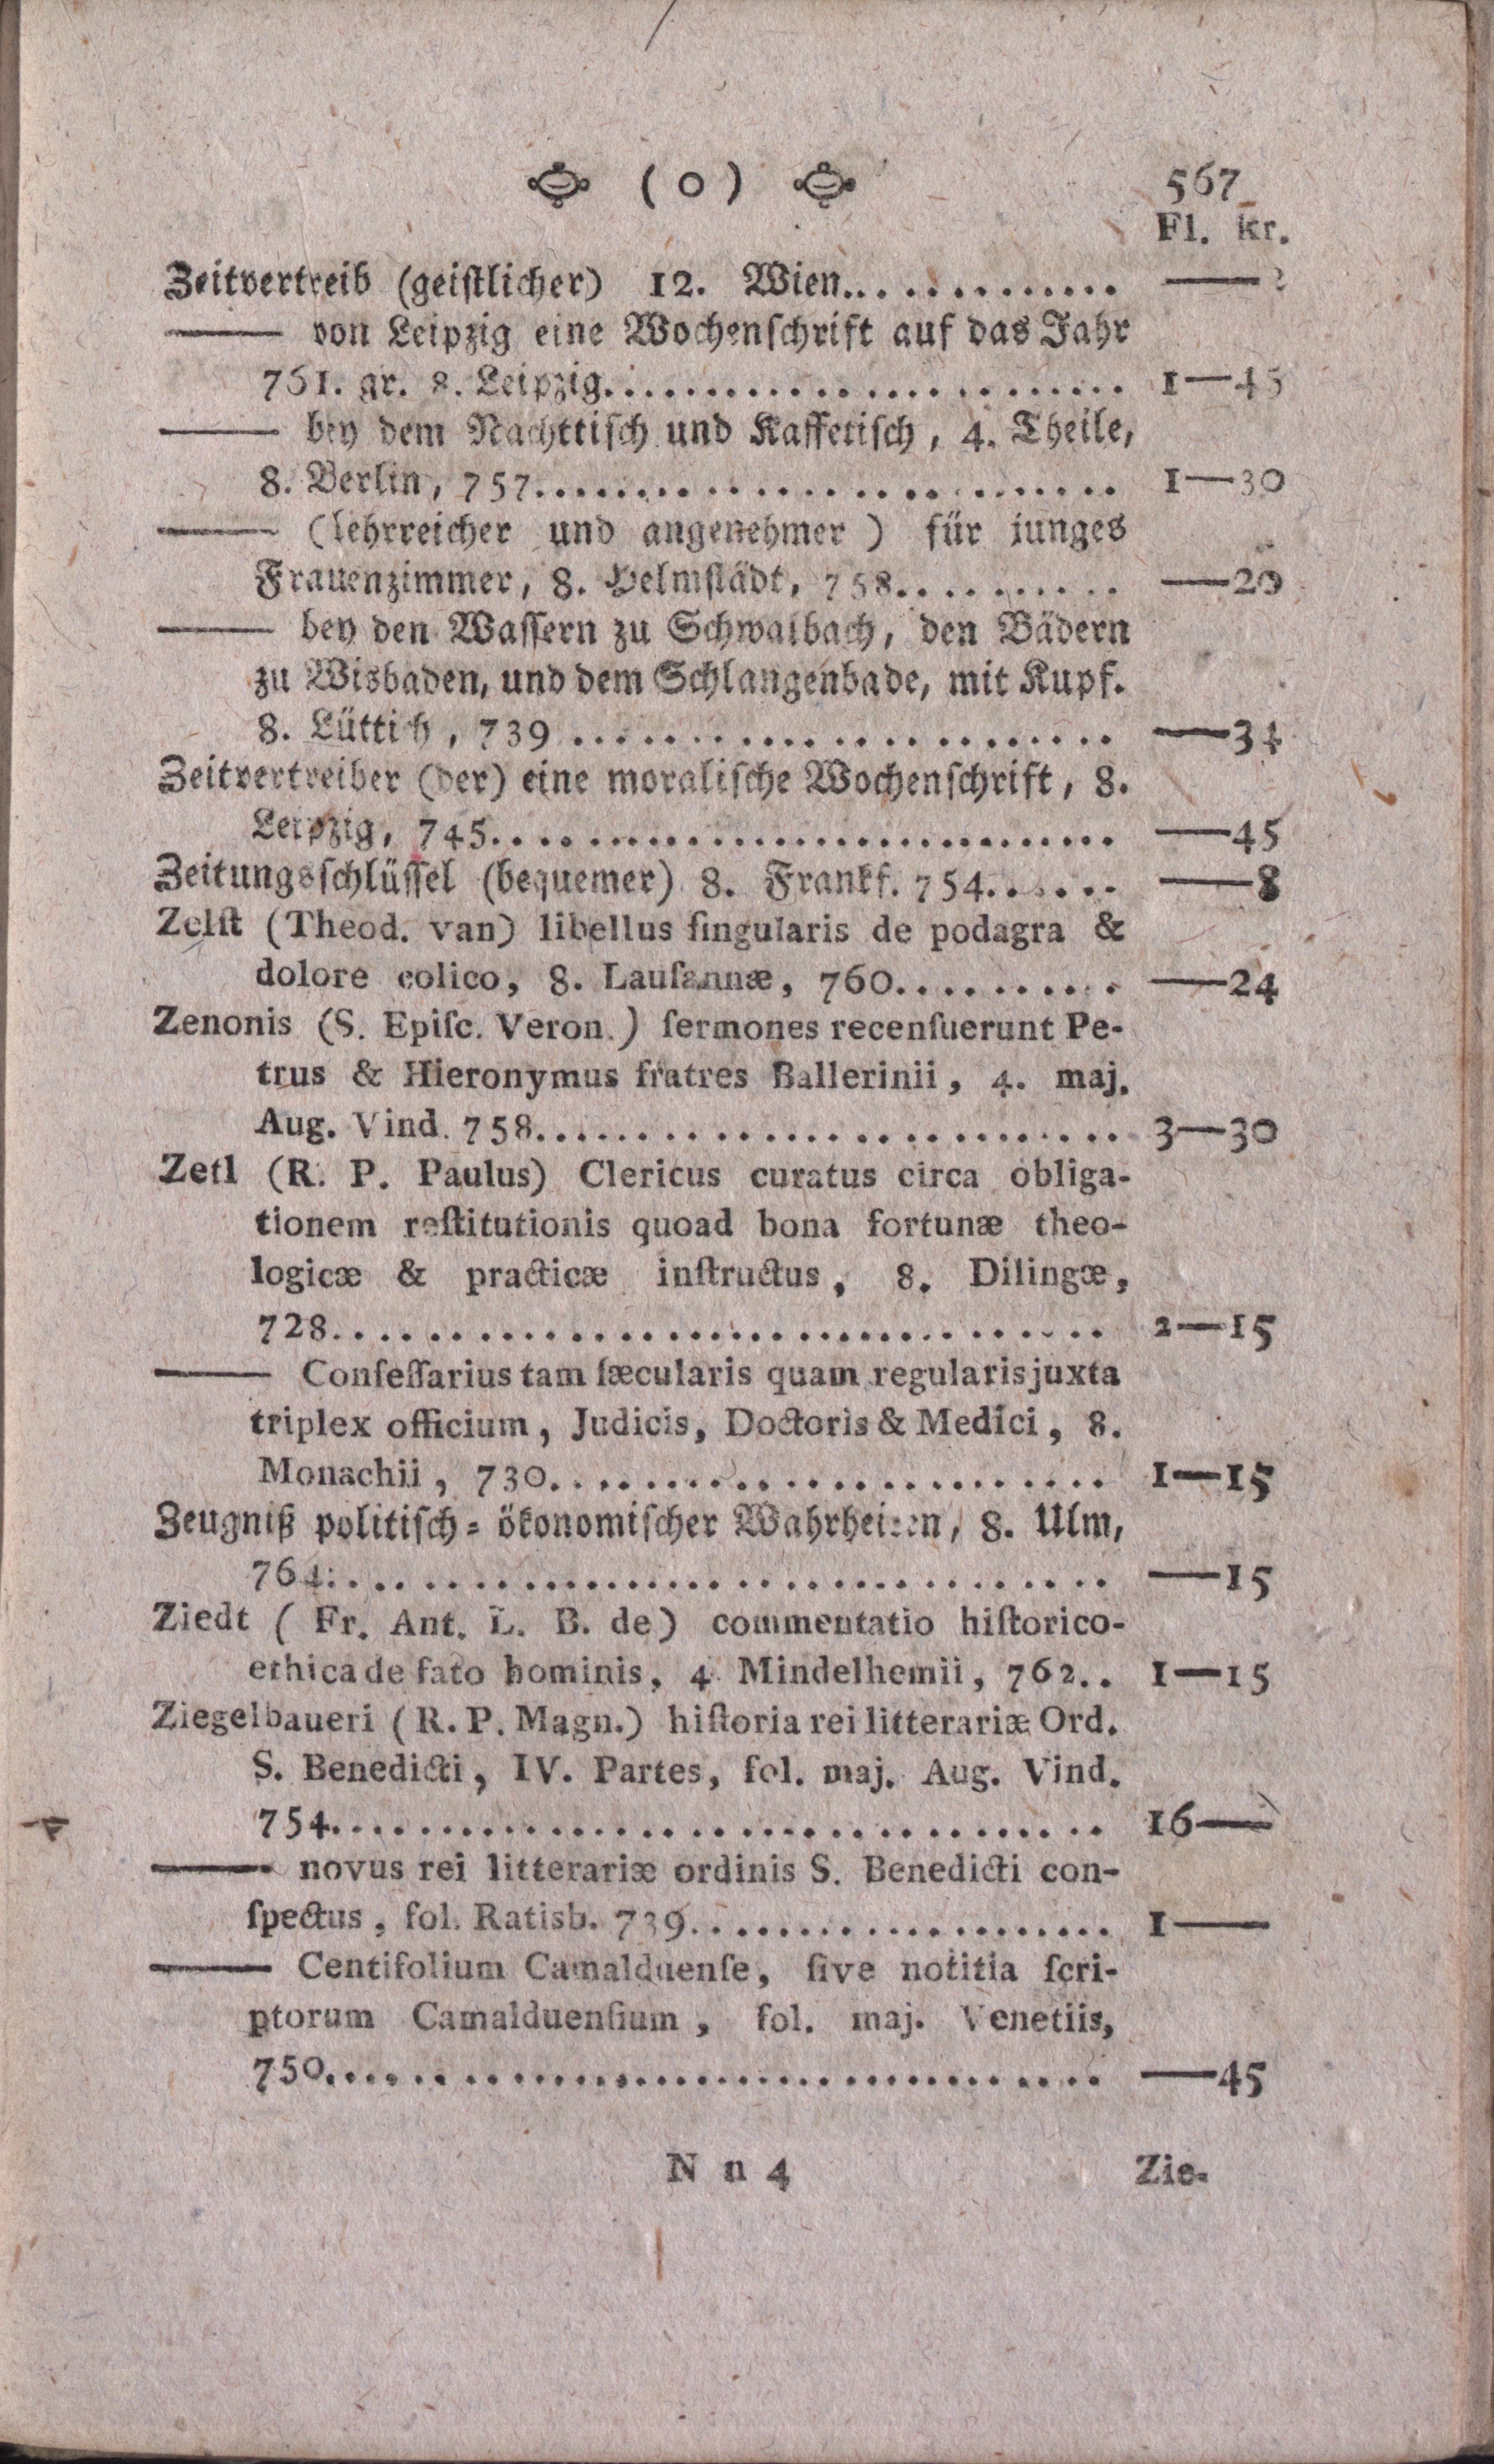 ( o ) 567
Fl. kr.
Zeitvertreib (geistlicher) 12. Wien.............. ——
—— von Leipzig eine Wochenschrift auf das Jahr
761. gr. 8. Leipzig........................ 1—45
—— bey dem Nachttisch und Kaffetisch, 4. Theile,
8. Berlin, 757........................... 1—30
—— (lehrreicher und angenehmer) für junges
Frauenzimmer, 8. Helmstädt, 758.......... —20
—— bey den Wassern zu Schwalbach, den Bädern
zu Wisbaden, und dem Schlangenbade, mit Kupf.
8. Lüttich, 739 ........................ —34
Zeitvertreiber (der) eine moralische Wochenschrift, 8.
Leipzig, 745............................. —45
Zeitungsschlüssel (bequemer) 8. Frankf. 754...... —8
Zelſt (Theod. van) libellus ſingularis de podagra &
dolore colico, 8. Lauſannæ, 760.......... —24
Zenonis (S. Epiſc. Veron.) ſermones recenſuerunt Pe-
trus & Hieronymus fratres Ballerinii, 4. maj.
Aug. Vind. 758........................... 3—30
Zetl (R. P. Paulus) Clericus curatus circa obliga-
tionem reſtitutionis quoad bona fortunæ theo-
logicæ & practicæ inſtructus, 8. Dilingæ,
728.................................. 2—15
—— Conſeſſarius tam ſæcularis quam regularis juxta
triplex officium, Judicis, Doctoris & Medici, 8.
Monachii, 730........................ 1—15
Zeugniß politisch-ökonomischer Wahrheiten, 8. Ulm,
764.................................. —15
Ziedt (Fr. Ant. L. B. de) commentatio hiſtorico-
ethica de fato hominis, 4. Mindelhemii, 762.. 1—15
Ziegelbaueri (R. P. Magn.) hiſtoria rei litterariæ Ord.
S. Benedicti, IV. Partes, fol. maj. Aug. Vind.
754.................................. 16—
—— novus rei litterariæ ordinis S. Benedicti con-
ſpectus, fol. Ratisb. 739................... 1—
—— Centifolium Camalduenſe, ſive notitia ſcri-
ptorum Camalduenſium, fol. maj. Venetiis,
750.................................. —45
N n 4 Zie-